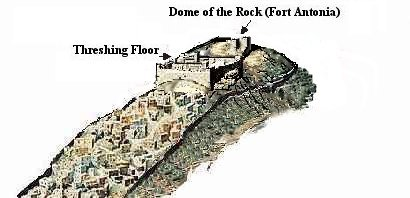 Dome of the Rock (Fort Antonia)
Threshing Floor